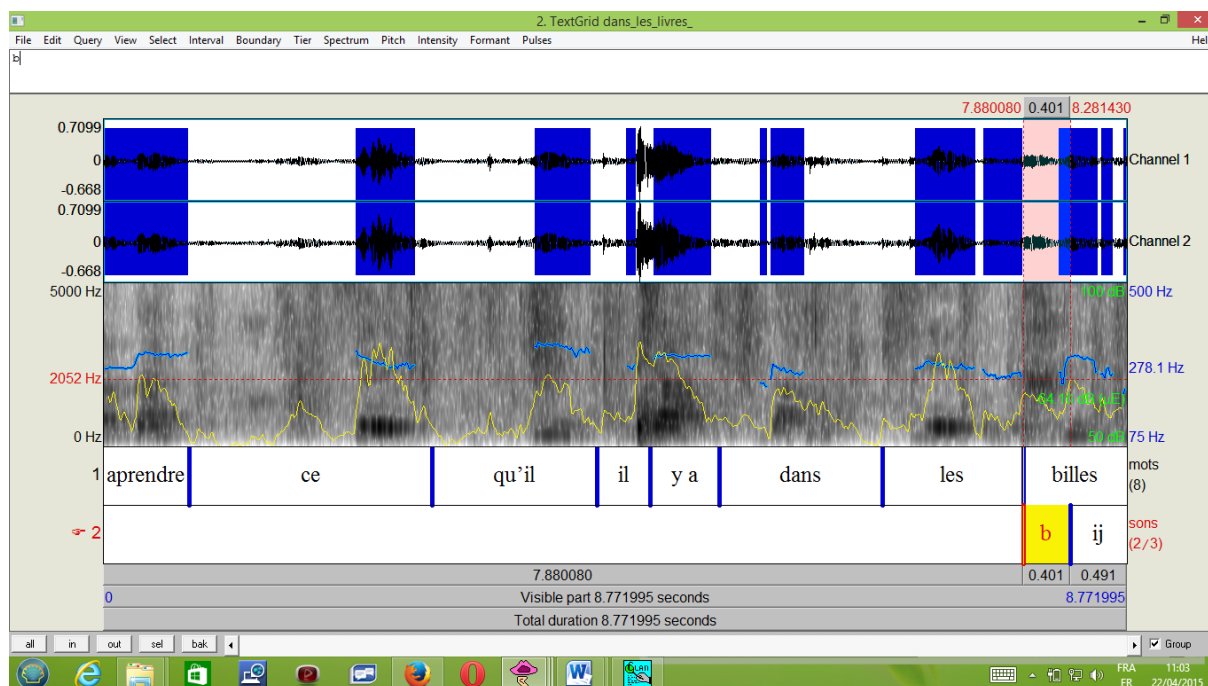 2. TextGrid dans_les_livres_
File Edit Query View Select Interval Boundary Tier Spectrum Pitch Intensity Formant Pulses Hel
b
7.880080 0.401 8.281430
0.7099
0
-0.668
Channel 1
0.7099
0
-0.668
Channel 2
5000 Hz
100 dB 500 Hz
2052 Hz
278.1 Hz
0 Hz
50 dB 75 Hz
1 aprendre ce qu'il il y a dans les billes mots
(8)
2 b ij sons
(2/3)
7.880080 0.401 0.491
0 Visible part 8.771995 seconds 8.771995
Total duration 8.771995 seconds
all in out sel bak Group
FRA 11:03
FR 22/04/2015